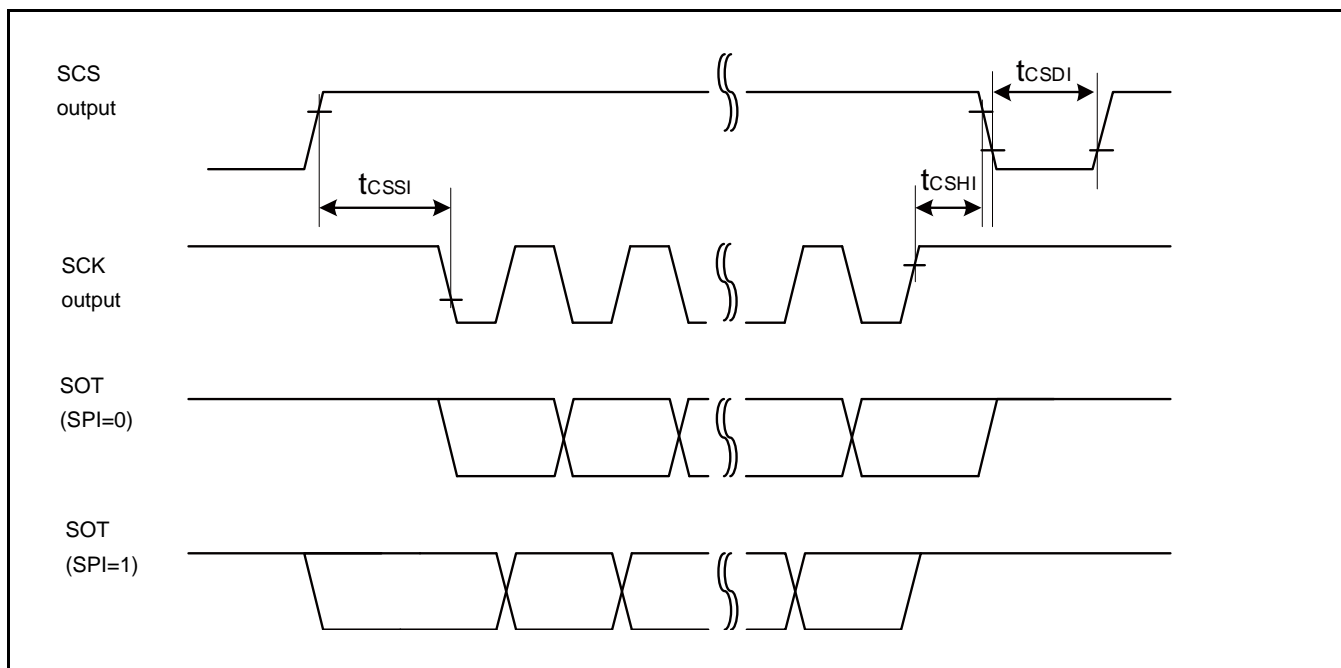 SCS
output
tCSDI
tCSSI
tCSHI
SCK
output
SOT
(SPI=0)
SOT
(SPI=1)